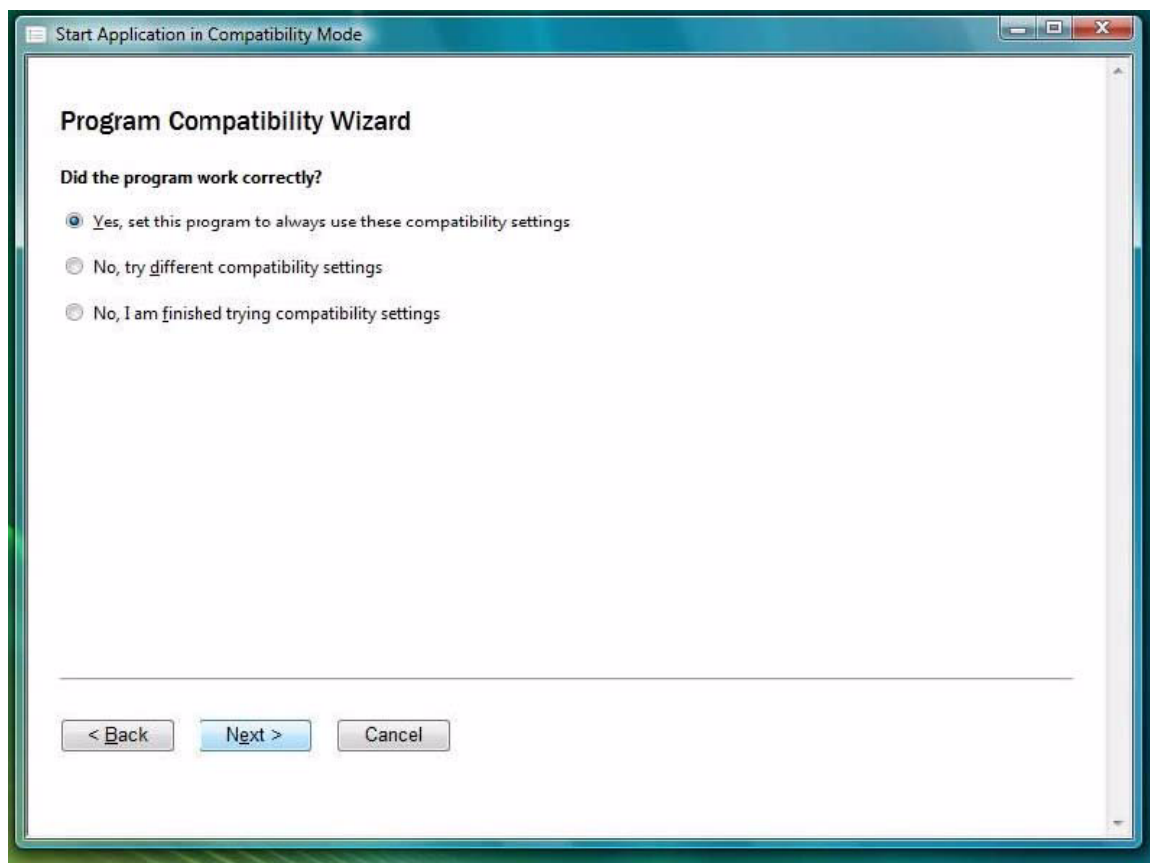 Start Application in Compatibility Mode
Program Compatibility Wizard
Did the program work correctly?
Yes, set this program to always use these compatibility settings
No, try different compatibility settings
No, I am finished trying compatibility settings
< Back Next > Cancel